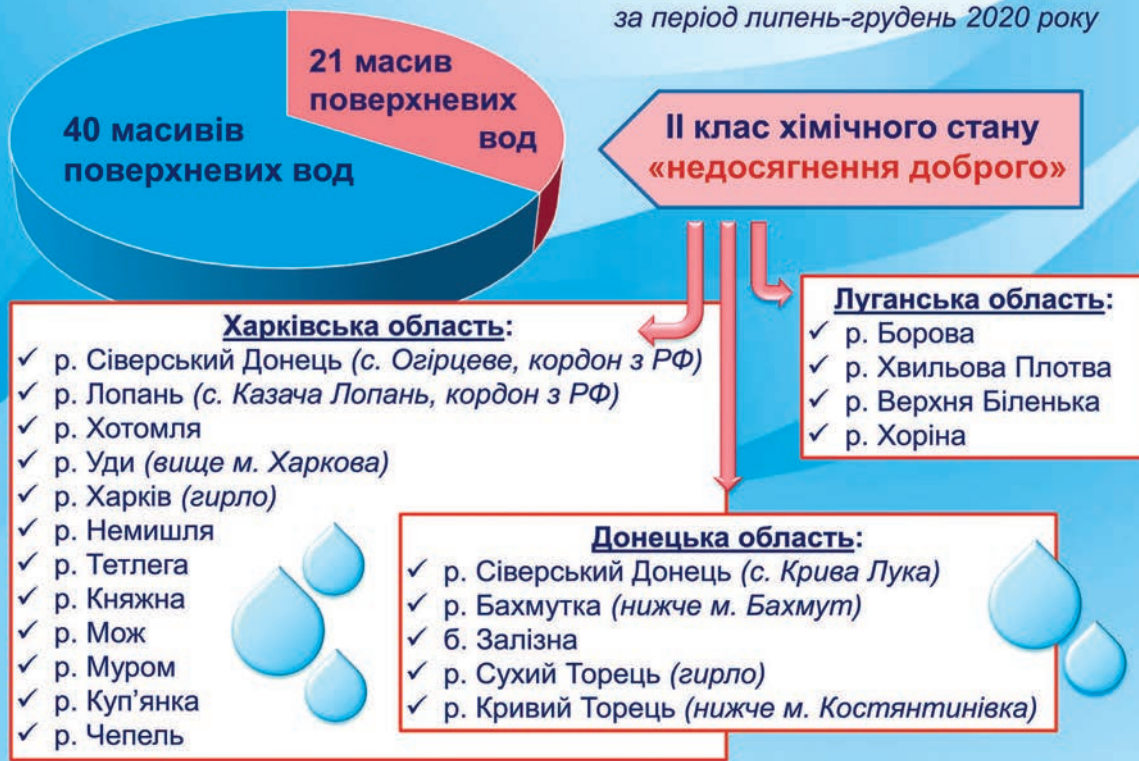 за період липень-грудень 2020 року
21 масив
поверхневих
вод
40 масивів
поверхневих вод
ІІ клас хімічного стану
«недосягнення доброго»
Харківська область:
✓ р. Сіверський Донець (с. Огірцеве, кордон з РФ)
✓ р. Лопань (с. Казача Лопань, кордон з РФ)
✓ р. Хотомля
✓ р. Уди (вище м. Харкова)
✓ р. Харків (гирло)
✓ р. Немишля
✓ р. Тетлега
✓ р. Княжна
✓ р. Мож
✓ р. Муром
✓ р. Куп’янка
✓ р. Чепель
Луганська область:
✓ р. Борова
✓ р. Хвильова Плотва
✓ р. Верхня Біленька
✓ р. Хоріна
Донецька область:
✓ р. Сіверський Донець (с. Крива Лука)
✓ р. Бахмутка (нижче м. Бахмут)
✓ б. Залізна
✓ р. Сухий Торець (гирло)
✓ р. Кривий Торець (нижче м. Костянтинівка)